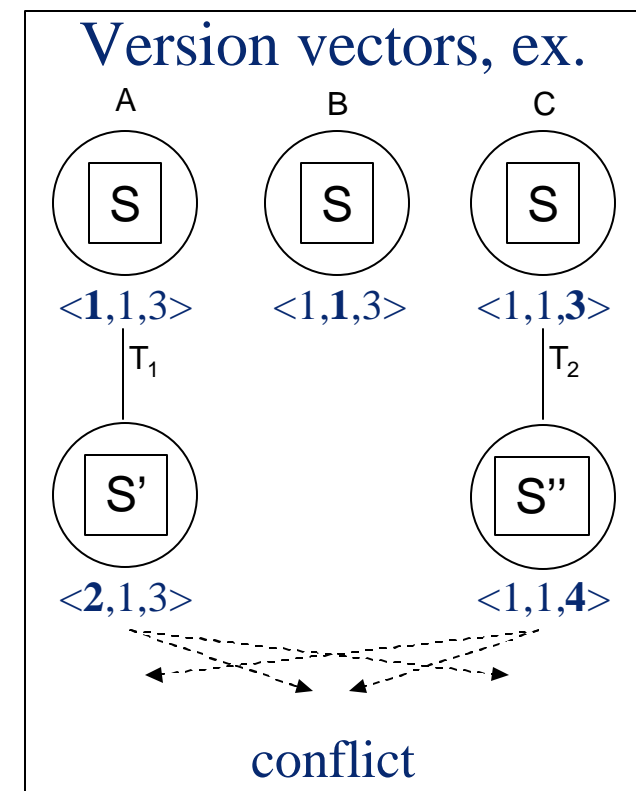 Version vectors, ex.
A B C
S S S
<1,1,3> <1,1,3> <1,1,3>
T₁ T₂
S’ S’’
<2,1,3> <1,1,4>
conflict